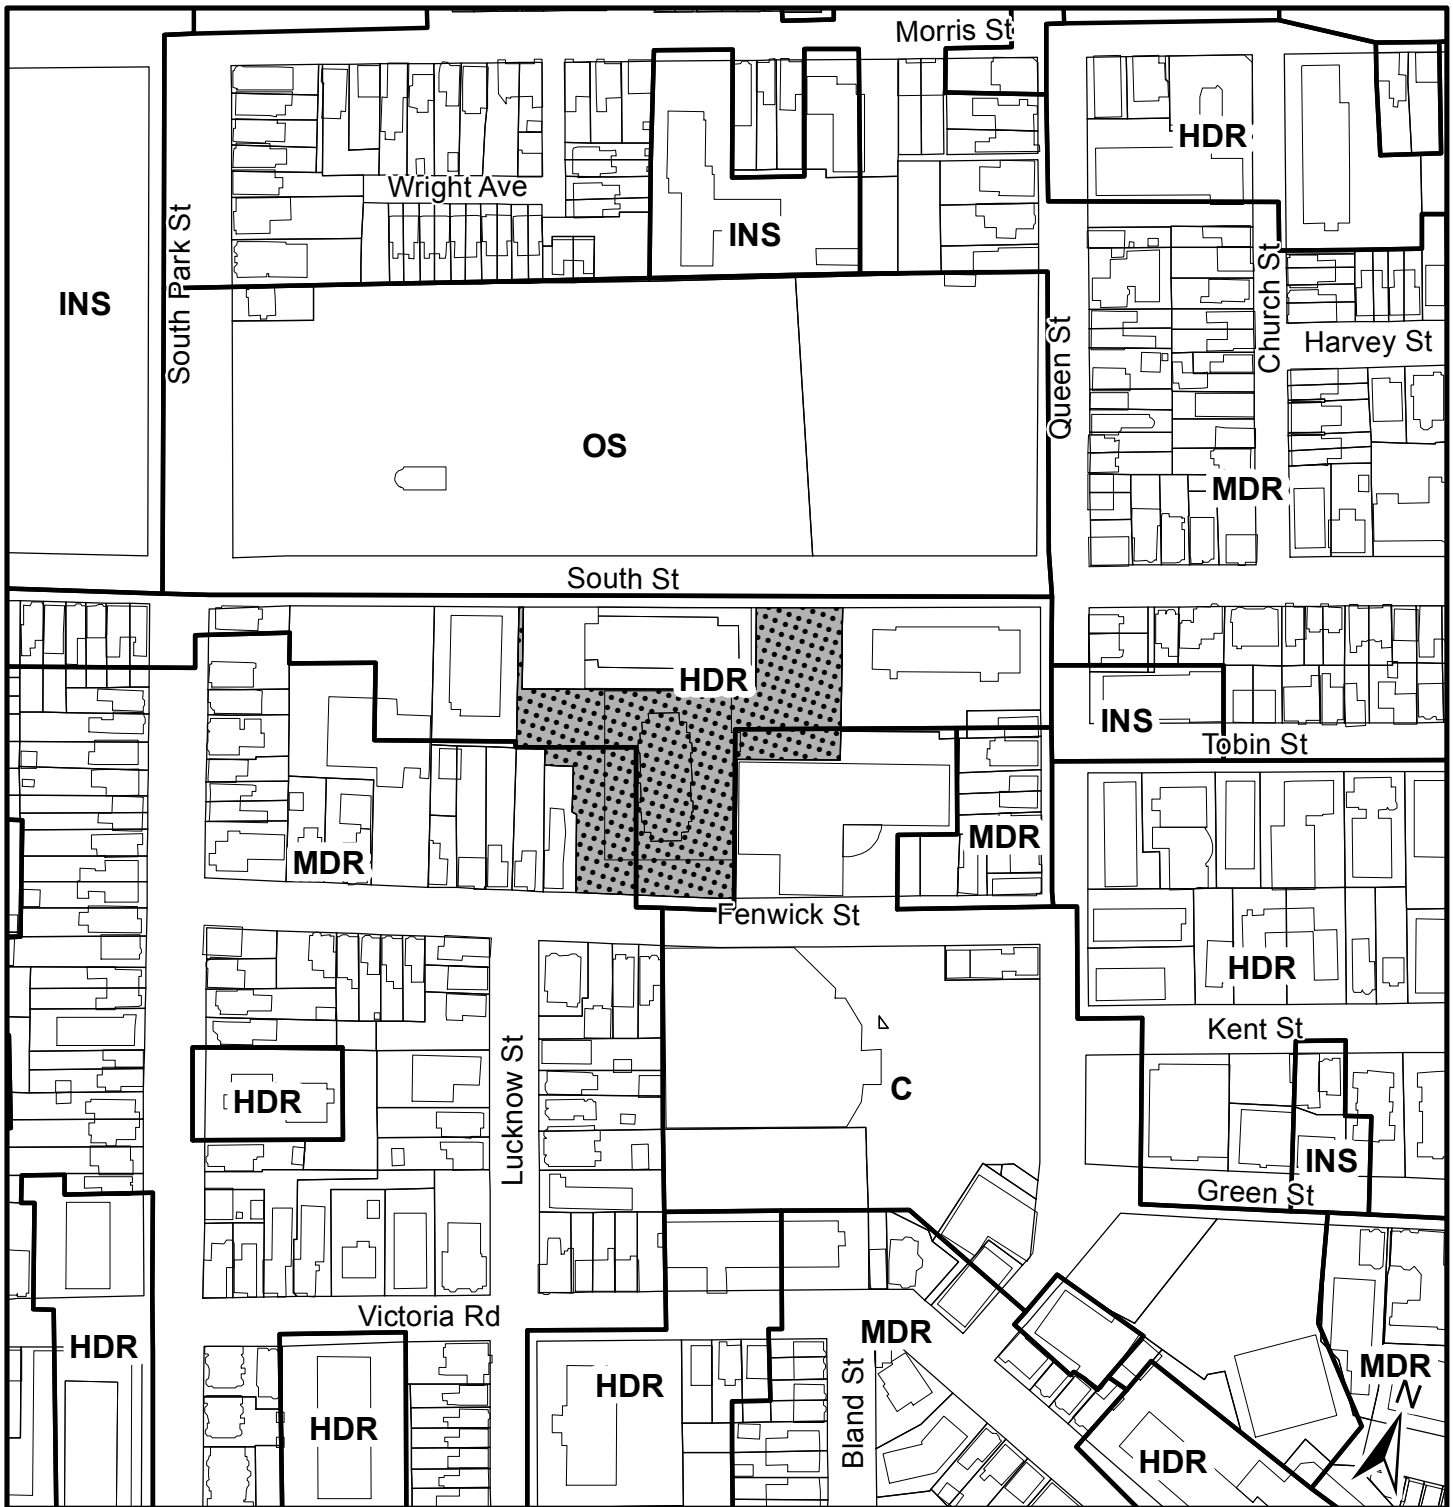 Morris St
HDR
Wright Ave
South Park St
INS
INS
Church St
Harvey St
Queen St
OS
MDR
South St
HDR
INS
Tobin St
MDR
MDR
Fenwick St
HDR
Kent St
Lucknow St
C
HDR
INS
Green St
Victoria Rd
HDR
MDR
MDR
N
HDR
Bland St
HDR
HDR